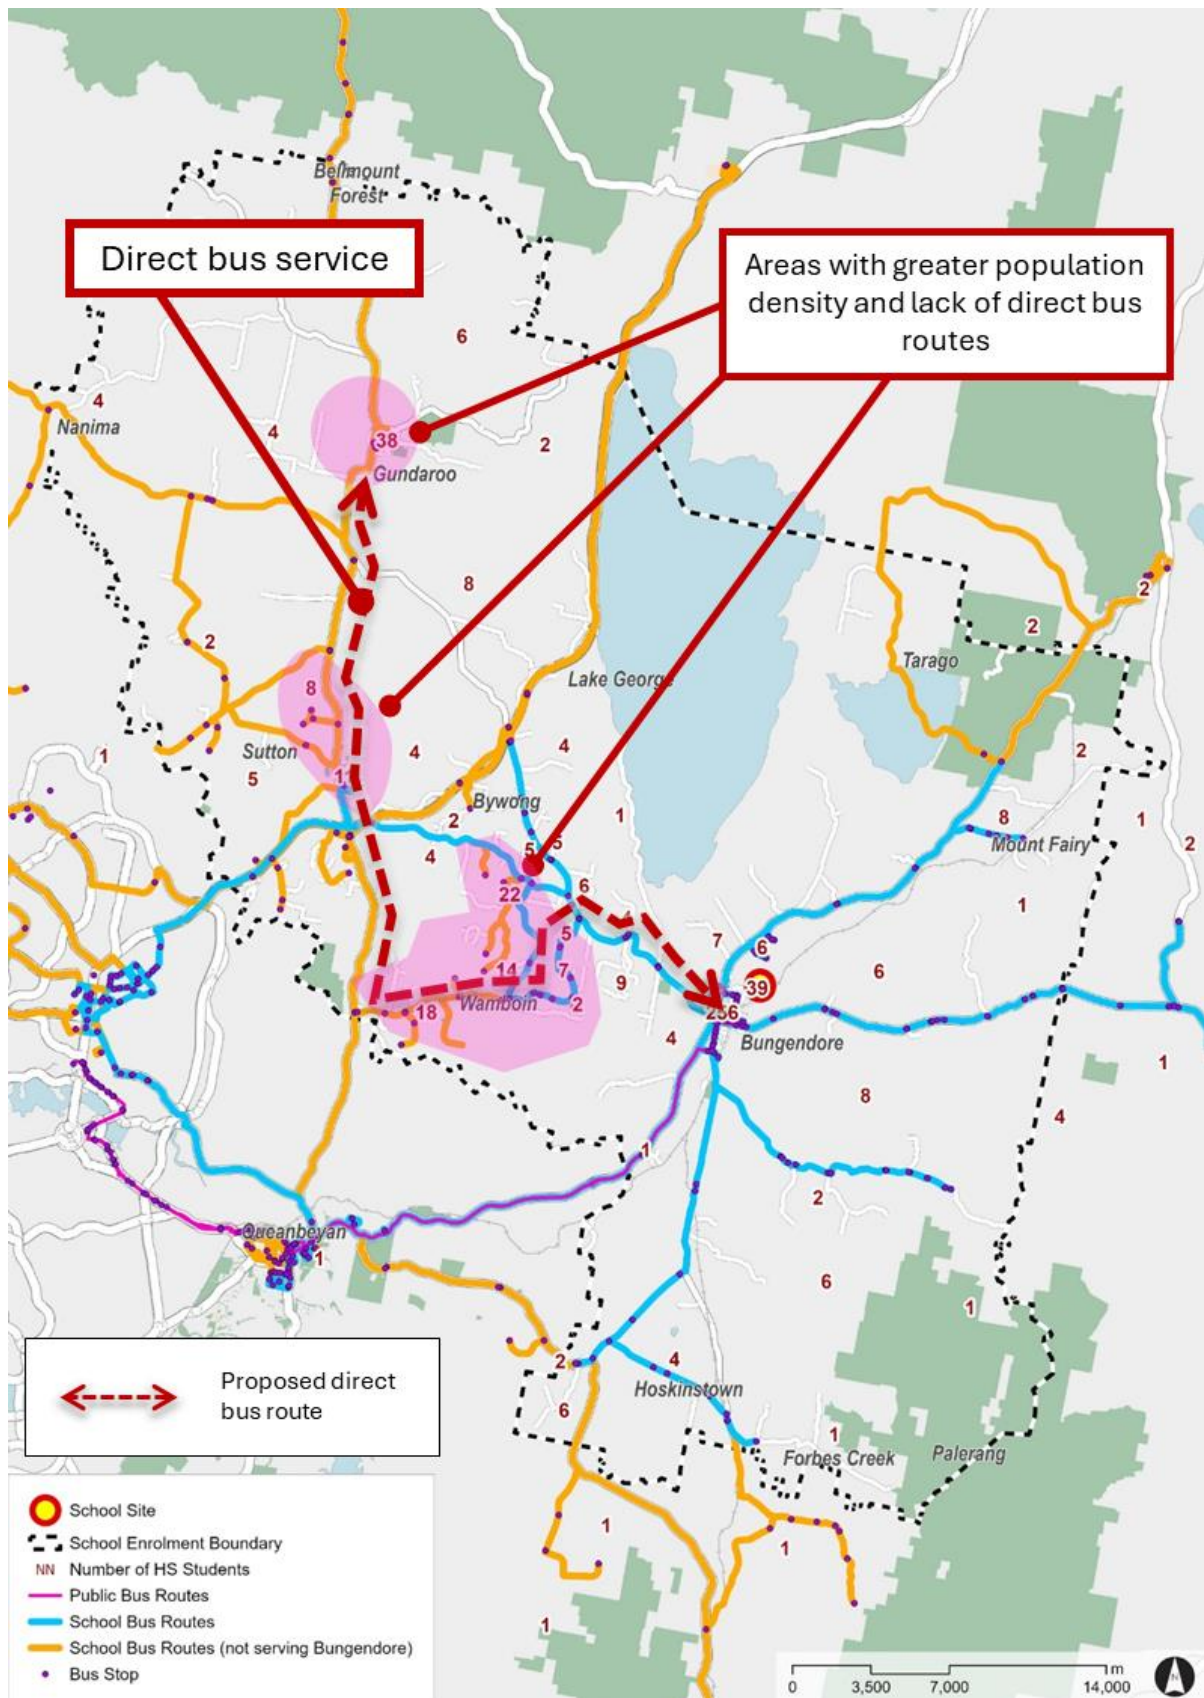 Belmount
Forest
Direct bus service
Areas with greater population
density and lack of direct bus
routes
6
4
Nanima
4
38
2
Gundaroo
8
2
2
2
Tarago
Lake George
8
Sutton
1
5
4
4
2
11
1
Bywong
2
8
1
2
Mount Fairy
4
5
5
22
6
1
4
5
7
6
14
7
9
6
39
Wamboin
2
18
256
4
Bungendore
1
8
4
1
2
Queanbeyan
1
6
1
2
4
Hoskinstown
6
1
Forbes Creek
Palerang
1
1
1
Proposed direct
bus route
School Site
School Enrolment Boundary
NN Number of HS Students
Public Bus Routes
School Bus Routes
School Bus Routes (not serving Bungendore)
Bus Stop
m
0 3,500 7,000 14,000
N